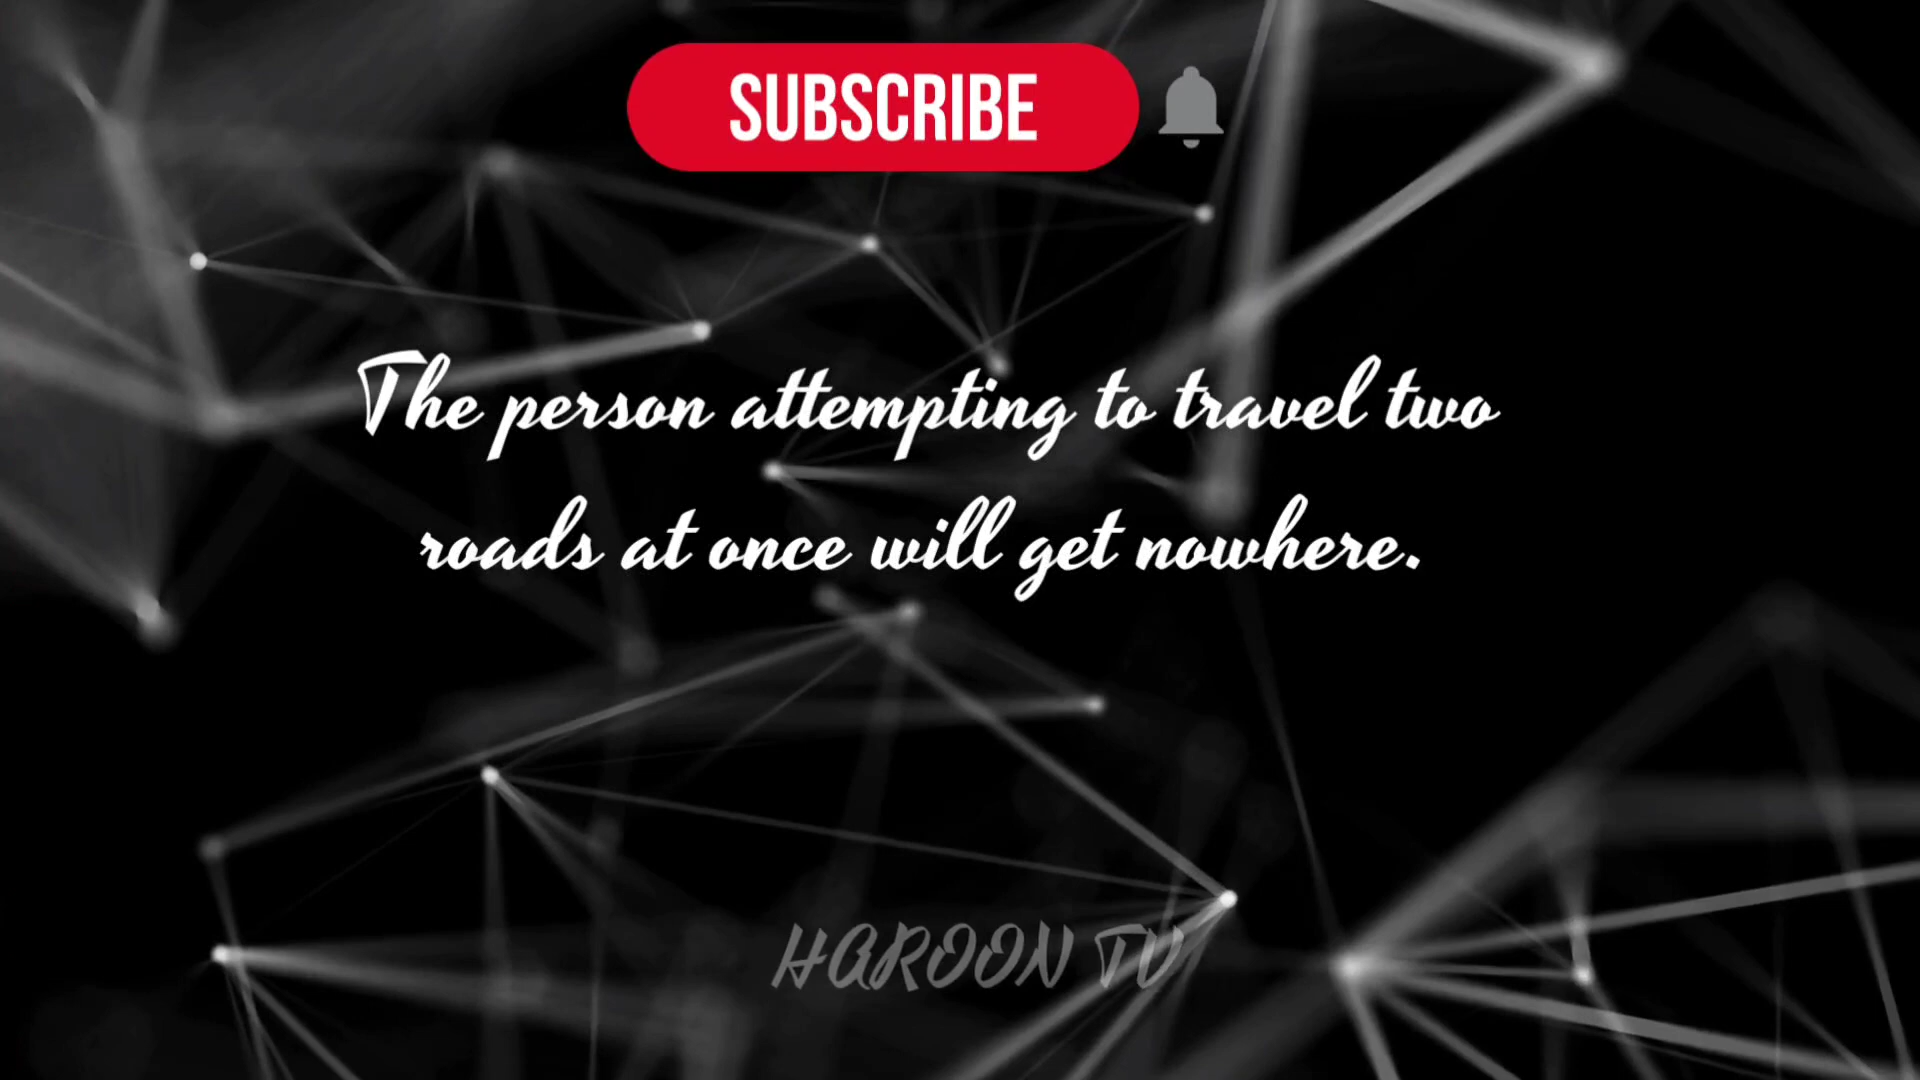 SUBSCRIBE
The person attempting to travel two
roads at once will get nowhere.
HAROON TV